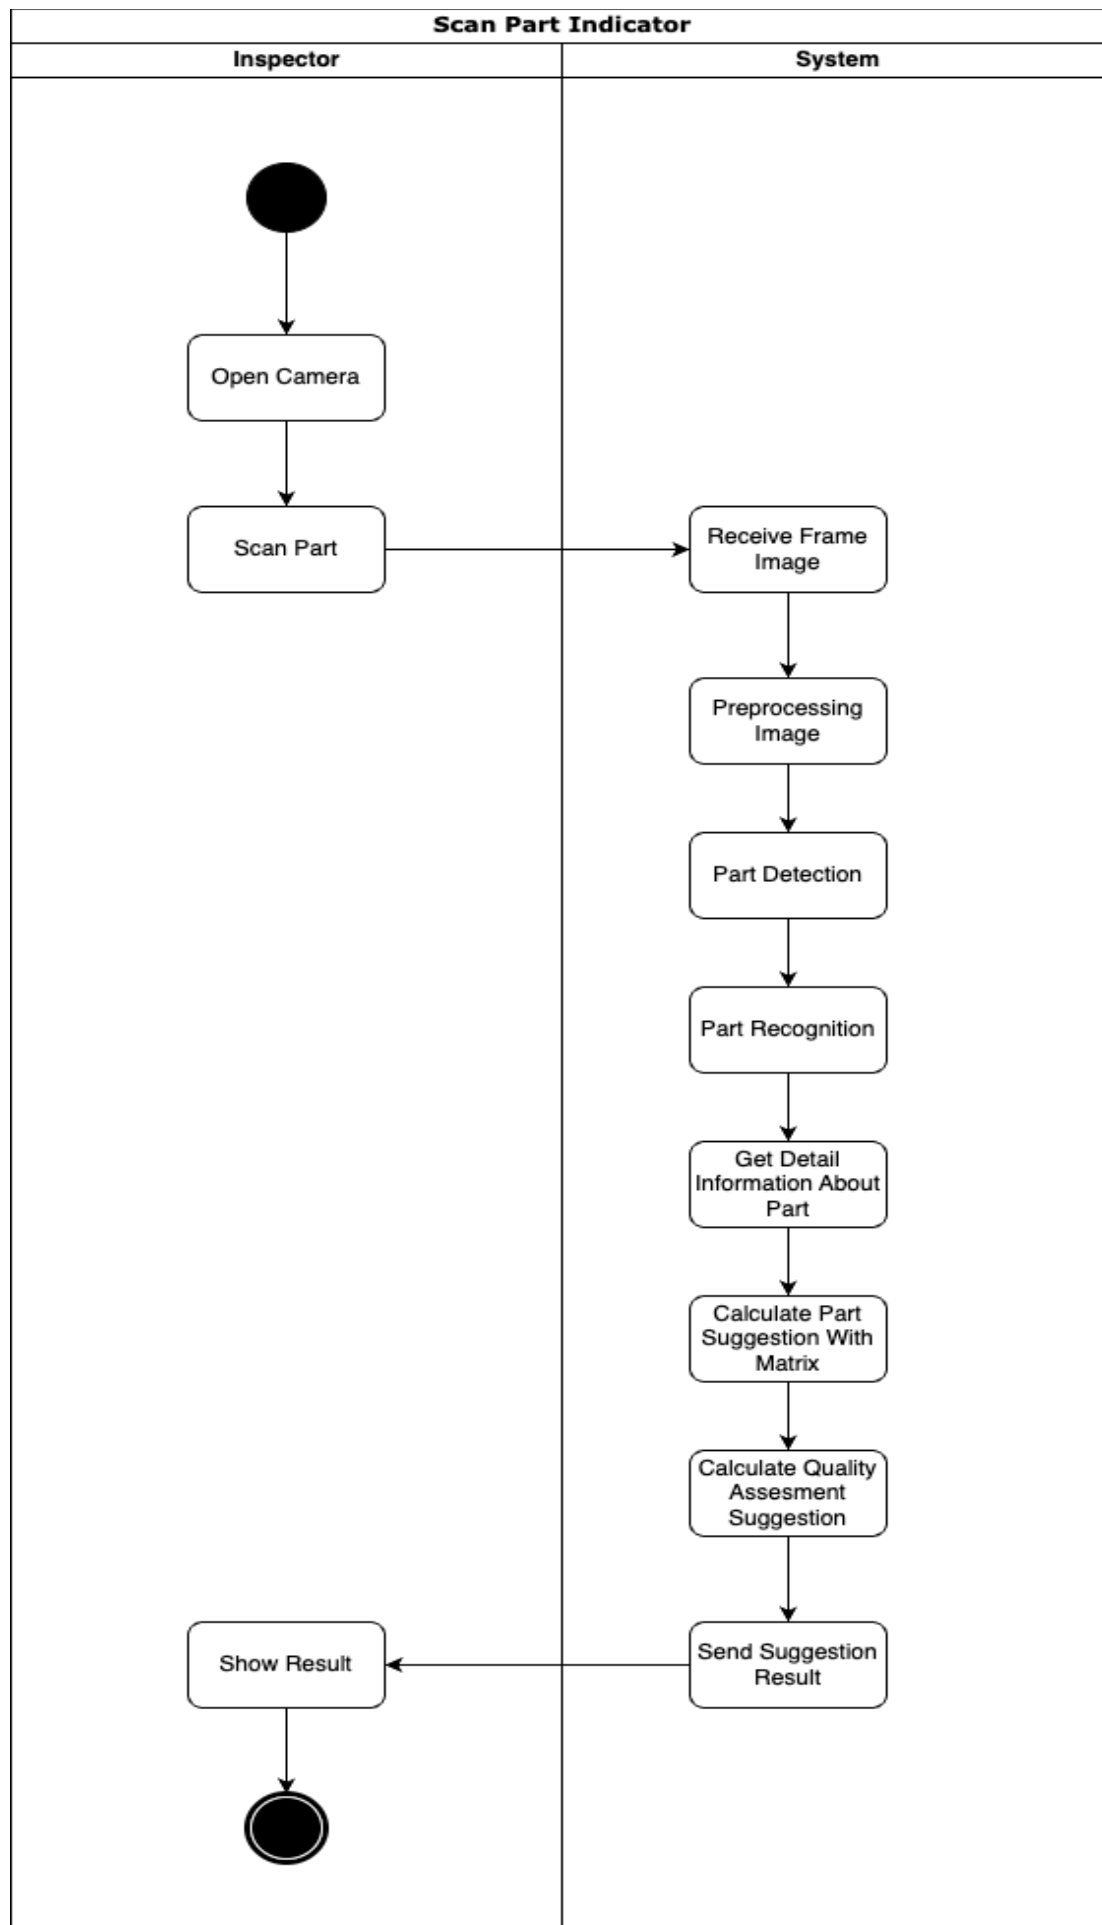 Scan Part Indicator
Inspector
System
Open Camera
Scan Part
Receive Frame
Image
Preprocessing
Image
Part Detection
Part Recognition
Get Detail
Information About
Part
Calculate Part
Suggestion With
Matrix
Calculate Quality
Assesment
Suggestion
Send Suggestion
Result
Show Result